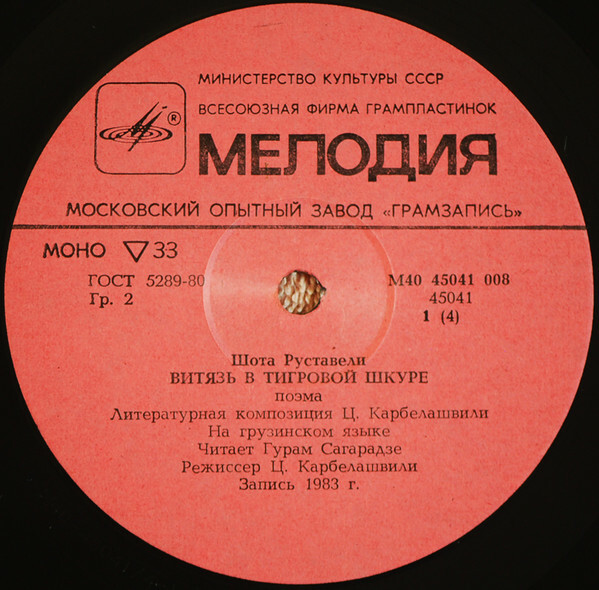 МИНИСТЕРСТВО КУЛЬТУРЫ СССР
ВСЕСОЮЗНАЯ ФИРМА ГРАМПЛАСТИНОК
®
МЕЛОДИЯ
МОСКОВСКИЙ ОПЫТНЫЙ ЗАВОД «ГРАМЗАПИСЬ»
МОНО ▽ 33
ГОСТ 5289-80 М40 45041 008
Гр. 2 45041
1 (4)
Шота Руставели
ВИТЯЗЬ В ТИГРОВОЙ ШКУРЕ
поэма
Литературная композиция Ц. Карбелашвили
На грузинском языке
Читает Гурам Сагарадзе
Режиссер Ц. Карбелашвили
Запись 1983 г.